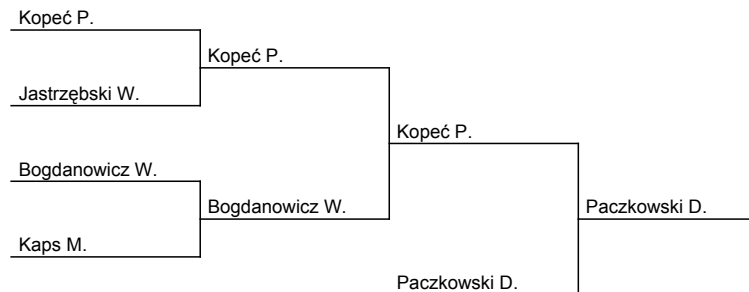 Kopeć P.
Kopeć P.
Jastrzębski W.
Kopeć P.
Bogdanowicz W.
Bogdanowicz W.
Paczkowski D.
Kaps M.
Paczkowski D.